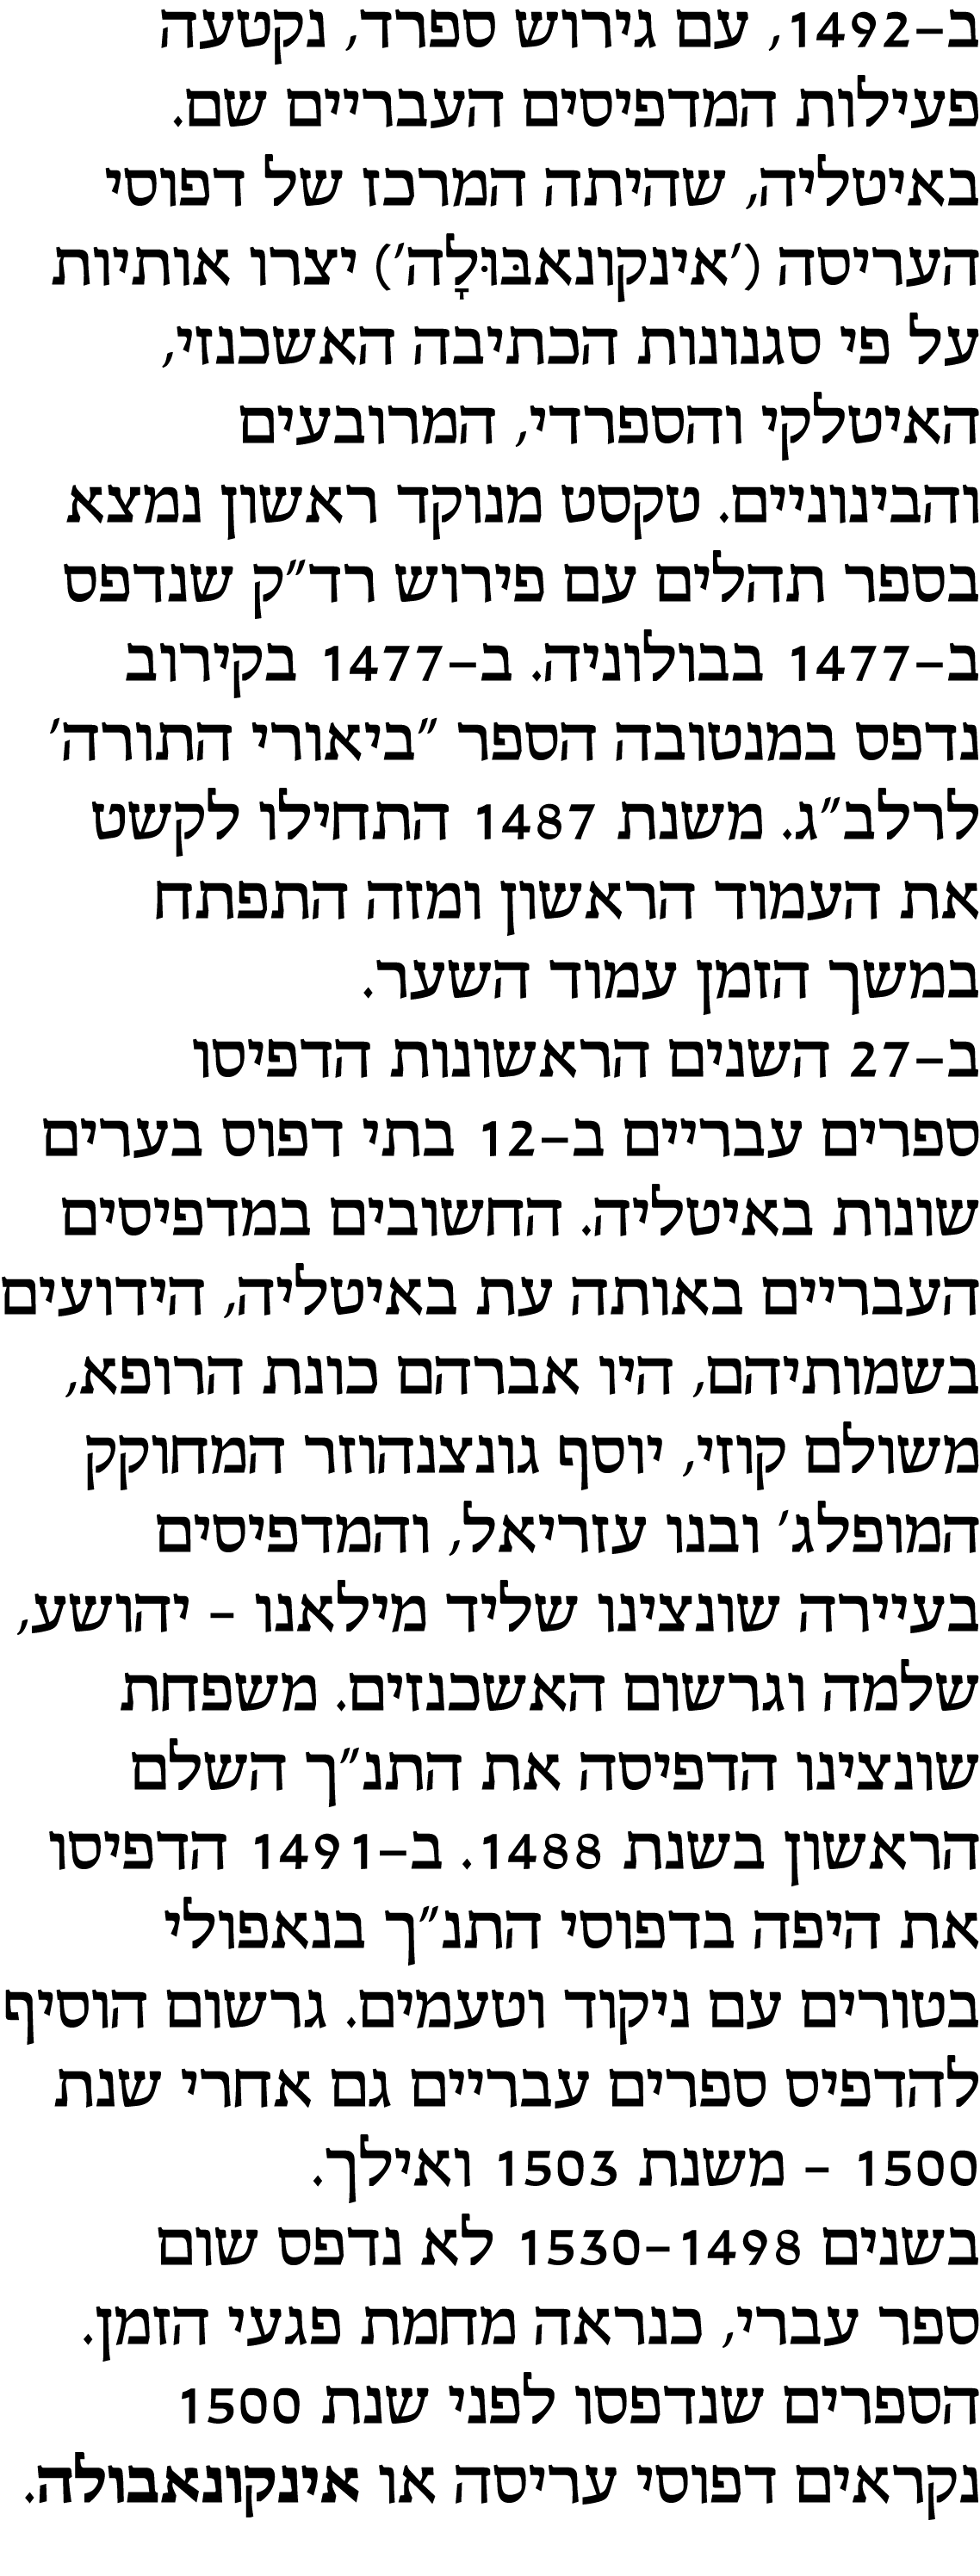 ב–1492, עם גירוש ספרד, נקטעה
פעילות המדפיסים העבריים שם.
באיטליה, שהיתה המרכז של דפוסי
העריסה ('אינקונאבּוּלָה') יצרו אותיות
על פי סגנונות הכתיבה האשכנזי,
האיטלקי והספרדי, המרובעים
והבינוניים. טקסט מנוקד ראשון נמצא
בספר תהלים עם פירוש רד"ק שנדפס
ב–1477 בבולוניה. ב–1477 בקירוב
נדפס במנטובה הספר "ביאורי התורה'
לרלב"ג. משנת 1487 התחילו לקשט
את העמוד הראשון ומזה התפתח
במשך הזמן עמוד השער.
ב–27 השנים הראשונות הדפיסו
ספרים עבריים ב–12 בתי דפוס בערים
שונות באיטליה. החשובים במדפיסים
העבריים באותה עת באיטליה, הידועים
בשמותיהם, היו אברהם כונת הרופא,
משולם קוזי, יוסף גונצנהוזר המחוקק
המופלג' ובנו עזריאל, והמדפיסים
בעיירה שונצינו שליד מילאנו – יהושע,
שלמה וגרשום האשכנזים. משפחת
שונצינו הדפיסה את התנ"ך השלם
הראשון בשנת 1488. ב–1491 הדפיסו
את היפה בדפוסי התנ"ך בנאפולי
בטורים עם ניקוד וטעמים. גרשום הוסיף
להדפיס ספרים עבריים גם אחרי שנת
1500 – משנת 1503 ואילך.
בשנים 1498–1530 לא נדפס שום
ספר עברי, כנראה מחמת פגעי הזמן.
הספרים שנדפסו לפני שנת 1500
נקראים דפוסי עריסה או אינקונאבולה.